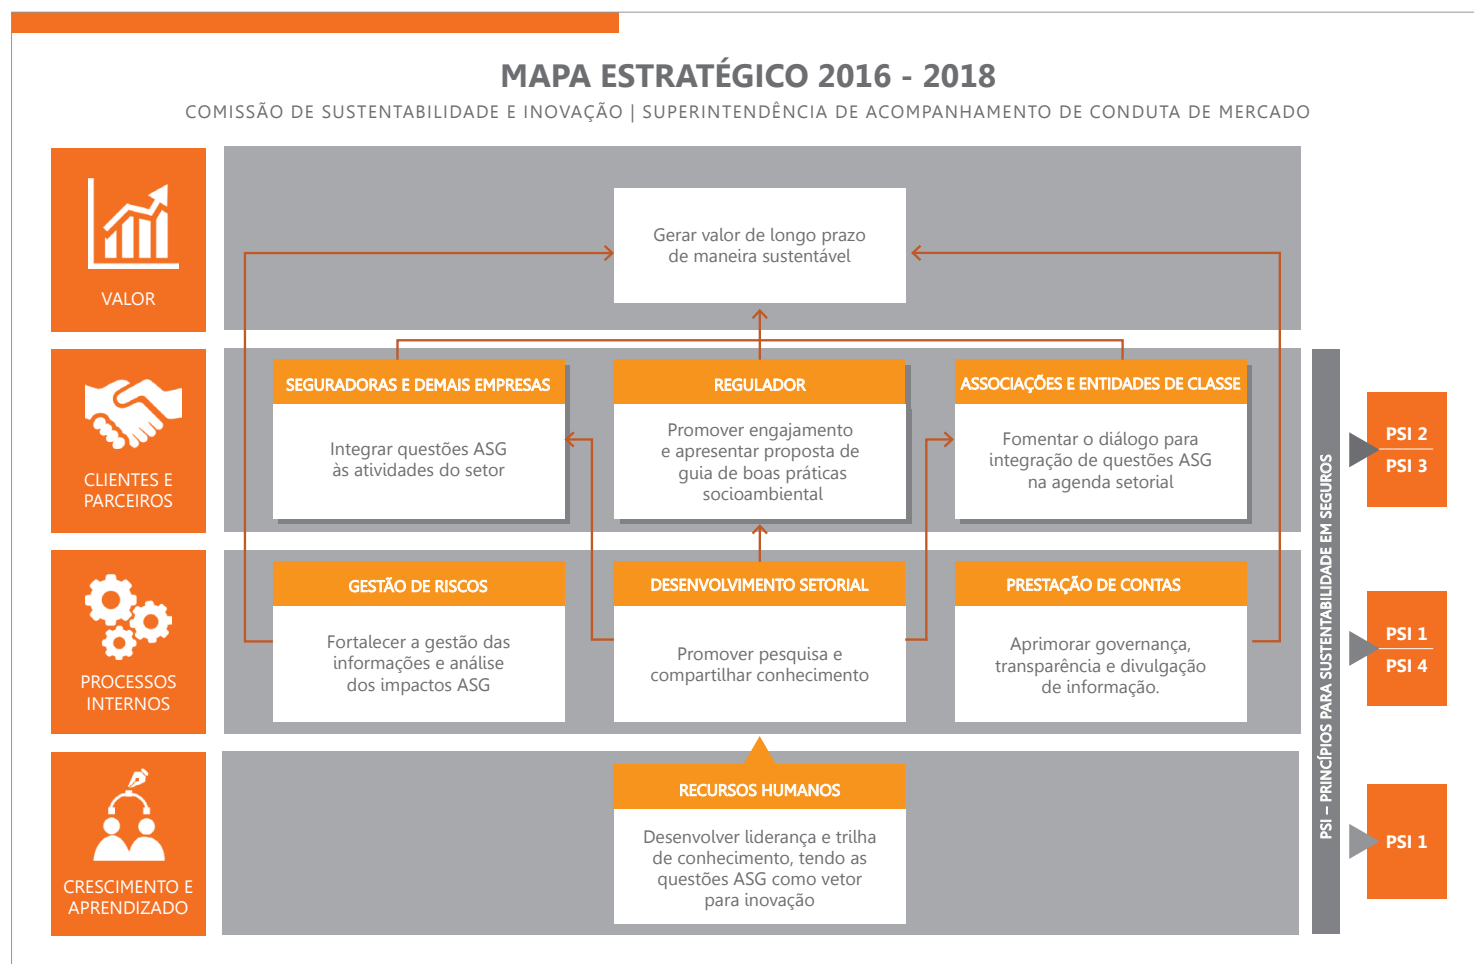 MAPA ESTRATÉGICO 2016 - 2018
COMISSÃO DE SUSTENTABILIDADE E INOVAÇÃO | SUPERINTENDÊNCIA DE ACOMPANHAMENTO DE CONDUTA DE MERCADO
VALOR
Gerar valor de longo prazo
de maneira sustentável
CLIENTES E
PARCEIROS
SEGURADORAS E DEMAIS EMPRESAS
Integrar questões ASG
às atividades do setor
REGULADOR
Promover engajamento
e apresentar proposta de
guia de boas práticas
socioambiental
ASSOCIAÇÕES E ENTIDADES DE CLASSE
Fomentar o diálogo para
integração de questões ASG
na agenda setorial
PROCESSOS
INTERNOS
GESTÃO DE RISCOS
Fortalecer a gestão das
informações e análise
dos impactos ASG
DESENVOLVIMENTO SETORIAL
Promover pesquisa e
compartilhar conhecimento
PRESTAÇÃO DE CONTAS
Aprimorar governança,
transparência e divulgação
de informação.
CRESCIMENTO E
APRENDIZADO
RECURSOS HUMANOS
Desenvolver liderança e trilha
de conhecimento, tendo as
questões ASG como vetor
para inovação
PSI – PRINCÍPIOS PARA SUSTENTABILIDADE EM SEGUROS
PSI 2
PSI 3
PSI 1
PSI 4
PSI 1